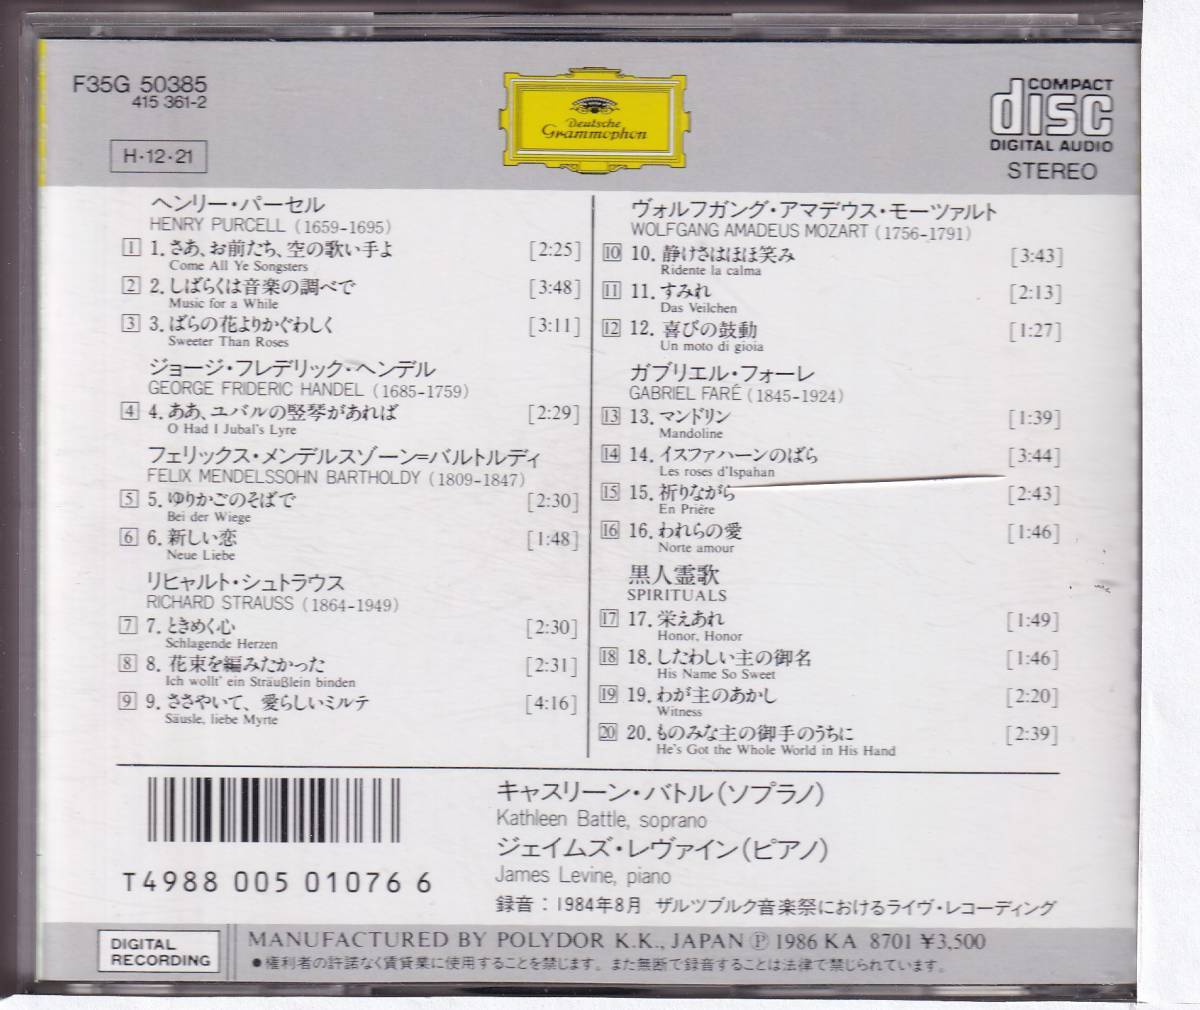 F35G 50385
415 361-2
H・12・21
Deutsche
Grammophon
COMPACT
disc
DIGITAL AUDIO
STEREO
ヘンリー・パーセル
HENRY PURCELL (1659-1695)
1 1. さあ、お前たち、空の歌い手よ [2:25]
Come All Ye Songsters
2 2. しばらくは音楽の調べで [3:48]
Music for a While
3 3. ばらの花よりかぐわしく [3:11]
Sweeter Than Roses
ジョージ・フレデリック・ヘンデル
GEORGE FRIDERIC HANDEL (1685-1759)
4 4. ああ、ユバルの竪琴があれば [2:29]
O Had I Jubal's Lyre
フェリックス・メンデルスゾーン=バルトルディ
FELIX MENDELSSOHN BARTHOLDY (1809-1847)
5 5. ゆりかごのそばで [2:30]
Bei der Wiege
6 6. 新しい恋 [1:48]
Neue Liebe
リヒャルト・シュトラウス
RICHARD STRAUSS (1864-1949)
7 7. ときめく心 [2:30]
Schlagende Herzen
8 8. 花束を編みたかった [2:31]
Ich wollt' ein Sträußlein binden
9 9. ささやいて、愛らしいミルテ [4:16]
Säusle, liebe Myrte
ヴォルフガング・アマデウス・モーツァルト
WOLFGANG AMADEUS MOZART (1756-1791)
10 10. 静けさはほほ笑み [3:43]
Ridente la calma
11 11. すみれ [2:13]
Das Veilchen
12 12. 喜びの鼓動 [1:27]
Un moto di gioia
ガブリエル・フォーレ
GABRIEL FARÉ (1845-1924)
13 13. マンドリン [1:39]
Mandoline
14 14. イスファハーンのばら [3:44]
Les roses d'Ispahan
15 15. 祈りながら [2:43]
En Prière
16 16. われらの愛 [1:46]
Norte amour
黒人霊歌
SPIRITUALS
17 17. 栄えあれ [1:49]
Honor, Honor
18 18. したわしい主の御名 [1:46]
His Name So Sweet
19 19. わが主のあかし [2:20]
Witness
20 20. ものみな主の御手のうちに [2:39]
He's Got the Whole World in His Hand
T4988 005 01076 6
キャスリーン・バトル(ソプラノ)
Kathleen Battle, soprano
ジェイムズ・レヴァイン(ピアノ)
James Levine, piano
録音：1984年8月 ザルツブルク音楽祭におけるライヴ・レコーディング
DIGITAL
RECORDING
MANUFACTURED BY POLYDOR K.K., JAPAN Ⓟ 1986 KA 8701 ¥3,500
●権利者の許諾なく賃貸業に使用することを禁じます。また無断で録音することは法律で禁じられています。